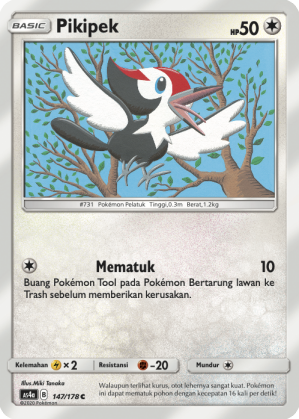 BASIC Pikipek HP50
#731 Pokémon Pelatuk Tinggi,0.3m Berat,1.2kg
Mematuk 10
Buang Pokémon Tool pada Pokémon Bertarung lawan ke
Trash sebelum memberikan kerusakan.
Kelemahan ×2 Resistansi -20 Mundur
Illus.Miki Tanaka
AS4a B 147/178 C
©2020 Pokémon
Walaupun terlihat kurus, otot lehernya sangat kuat. Pokémon
ini dapat mematuk pohon dengan kecepatan 16 kali per detik!